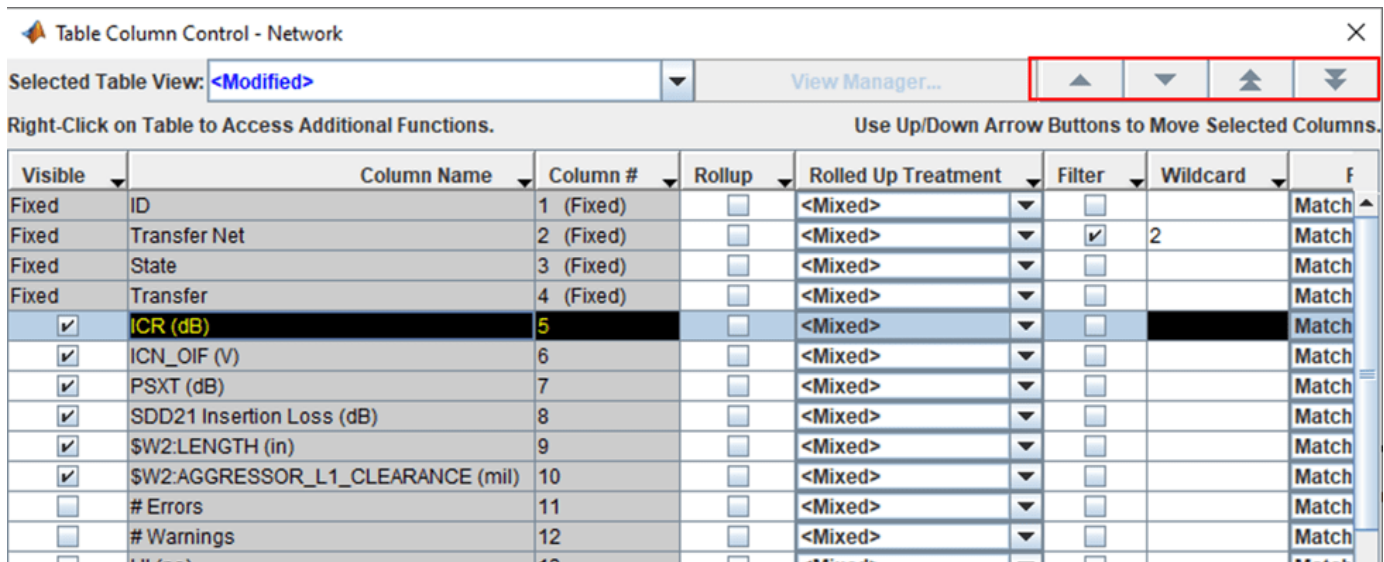 Table Column Control - Network
Selected Table View: <Modified> View Manager...
Right-Click on Table to Access Additional Functions. Use Up/Down Arrow Buttons to Move Selected Columns.
Visible Column Name Column # Rollup Rolled Up Treatment Filter Wildcard
Fixed ID 1 (Fixed) <Mixed> Match
Fixed Transfer Net 2 (Fixed) <Mixed> 2 Match
Fixed State 3 (Fixed) <Mixed> Match
Fixed Transfer 4 (Fixed) <Mixed> Match
ICR (dB) 5 <Mixed> Match
ICN_OIF (V) 6 <Mixed> Match
PSXT (dB) 7 <Mixed> Match
SDD21 Insertion Loss (dB) 8 <Mixed> Match
$W2:LENGTH (in) 9 <Mixed> Match
$W2:AGGRESSOR_L1_CLEARANCE (mil) 10 <Mixed> Match
# Errors 11 <Mixed> Match
# Warnings 12 <Mixed> Match